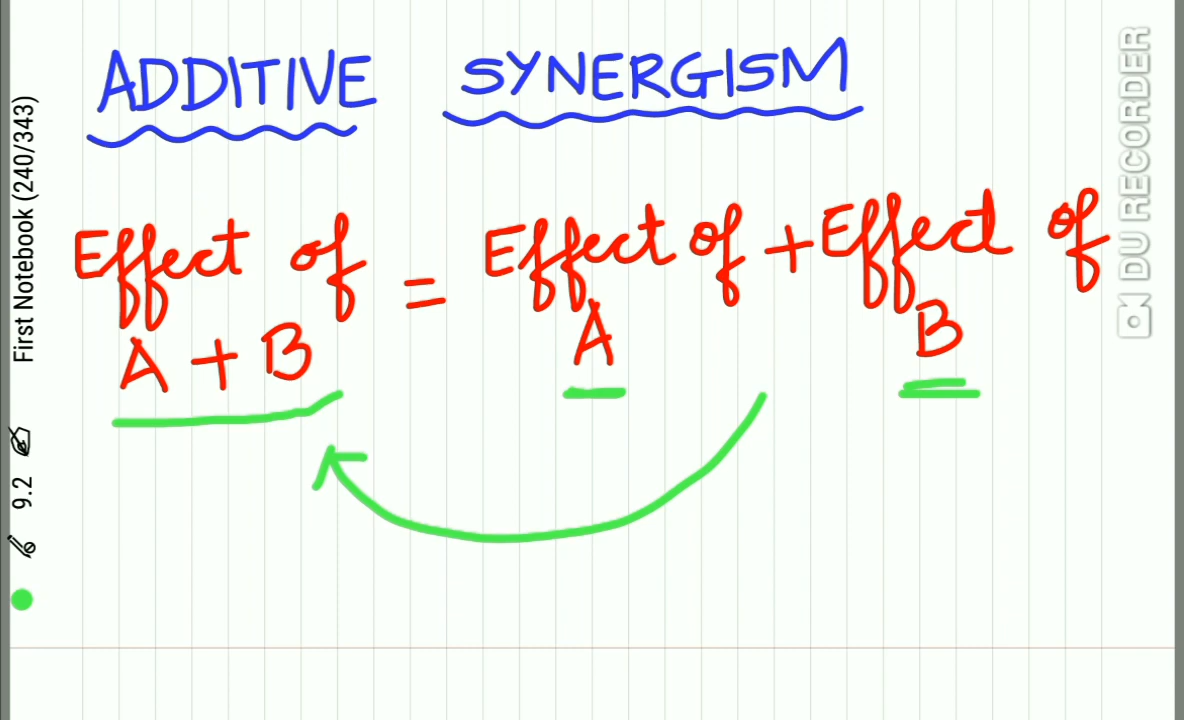 ADDITIVE SYNERGISM
Effect of = Effect of + Effect of
A + B A B
First Notebook (240/343)
9.2
DU RECORDER